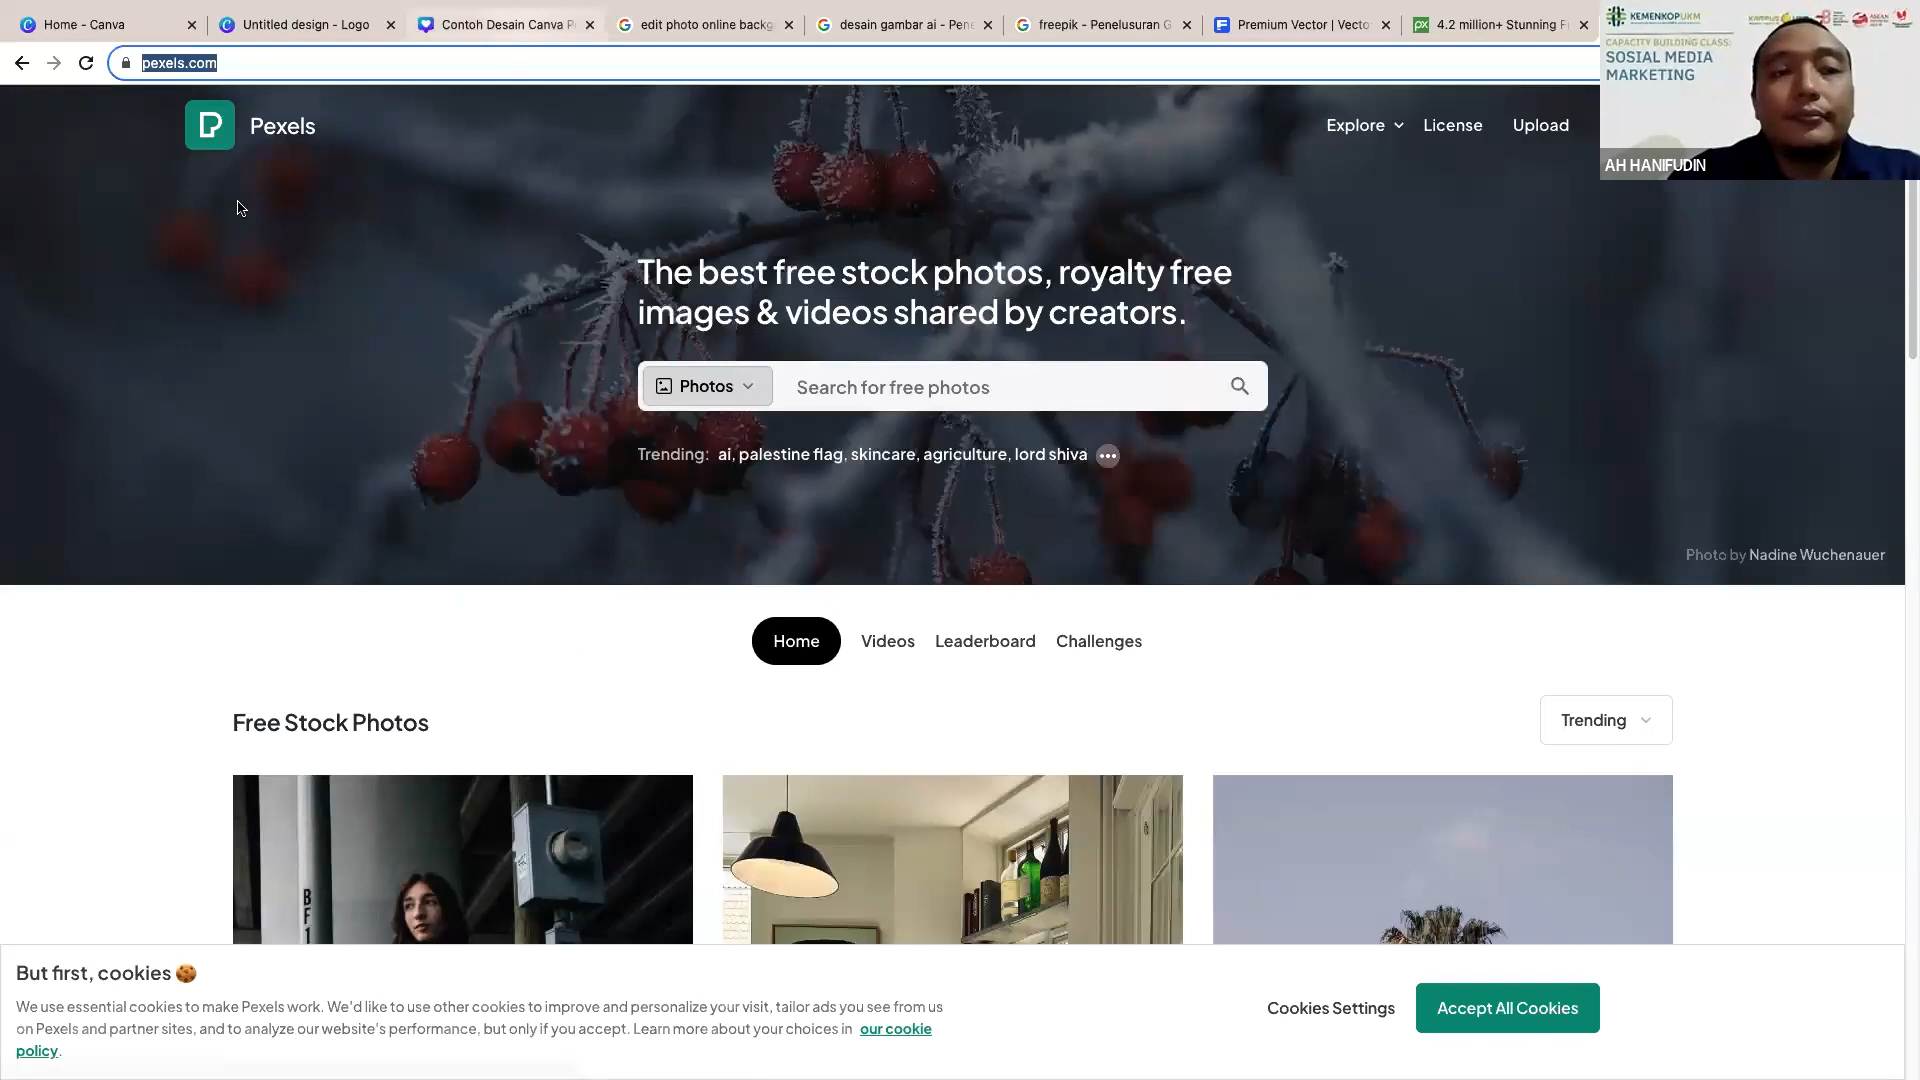 Home - Canva
Untitled design - Logo
Contoh Desain Canva P
edit photo online backg
desain gambar ai - Pene
freepik - Penelusuran G
Premium Vector | Vecto
4.2 million+ Stunning F
pexels.com
KEMENKOPUKM
CAPACITY BUILDING CLASS:
SOSIAL MEDIA
MARKETING
AH HANIFUDIN
Pexels
Explore
License
Upload
The best free stock photos, royalty free
images & videos shared by creators.
Photos
Search for free photos
Trending: ai, palestine flag, skincare, agriculture, lord shiva
Photo by Nadine Wuchenauer
Home
Videos
Leaderboard
Challenges
Free Stock Photos
Trending
BF1
But first, cookies
We use essential cookies to make Pexels work. We'd like to use other cookies to improve and personalize your visit, tailor ads you see from us
on Pexels and partner sites, and to analyze our website's performance, but only if you accept. Learn more about your choices in our cookie
policy.
Cookies Settings
Accept All Cookies